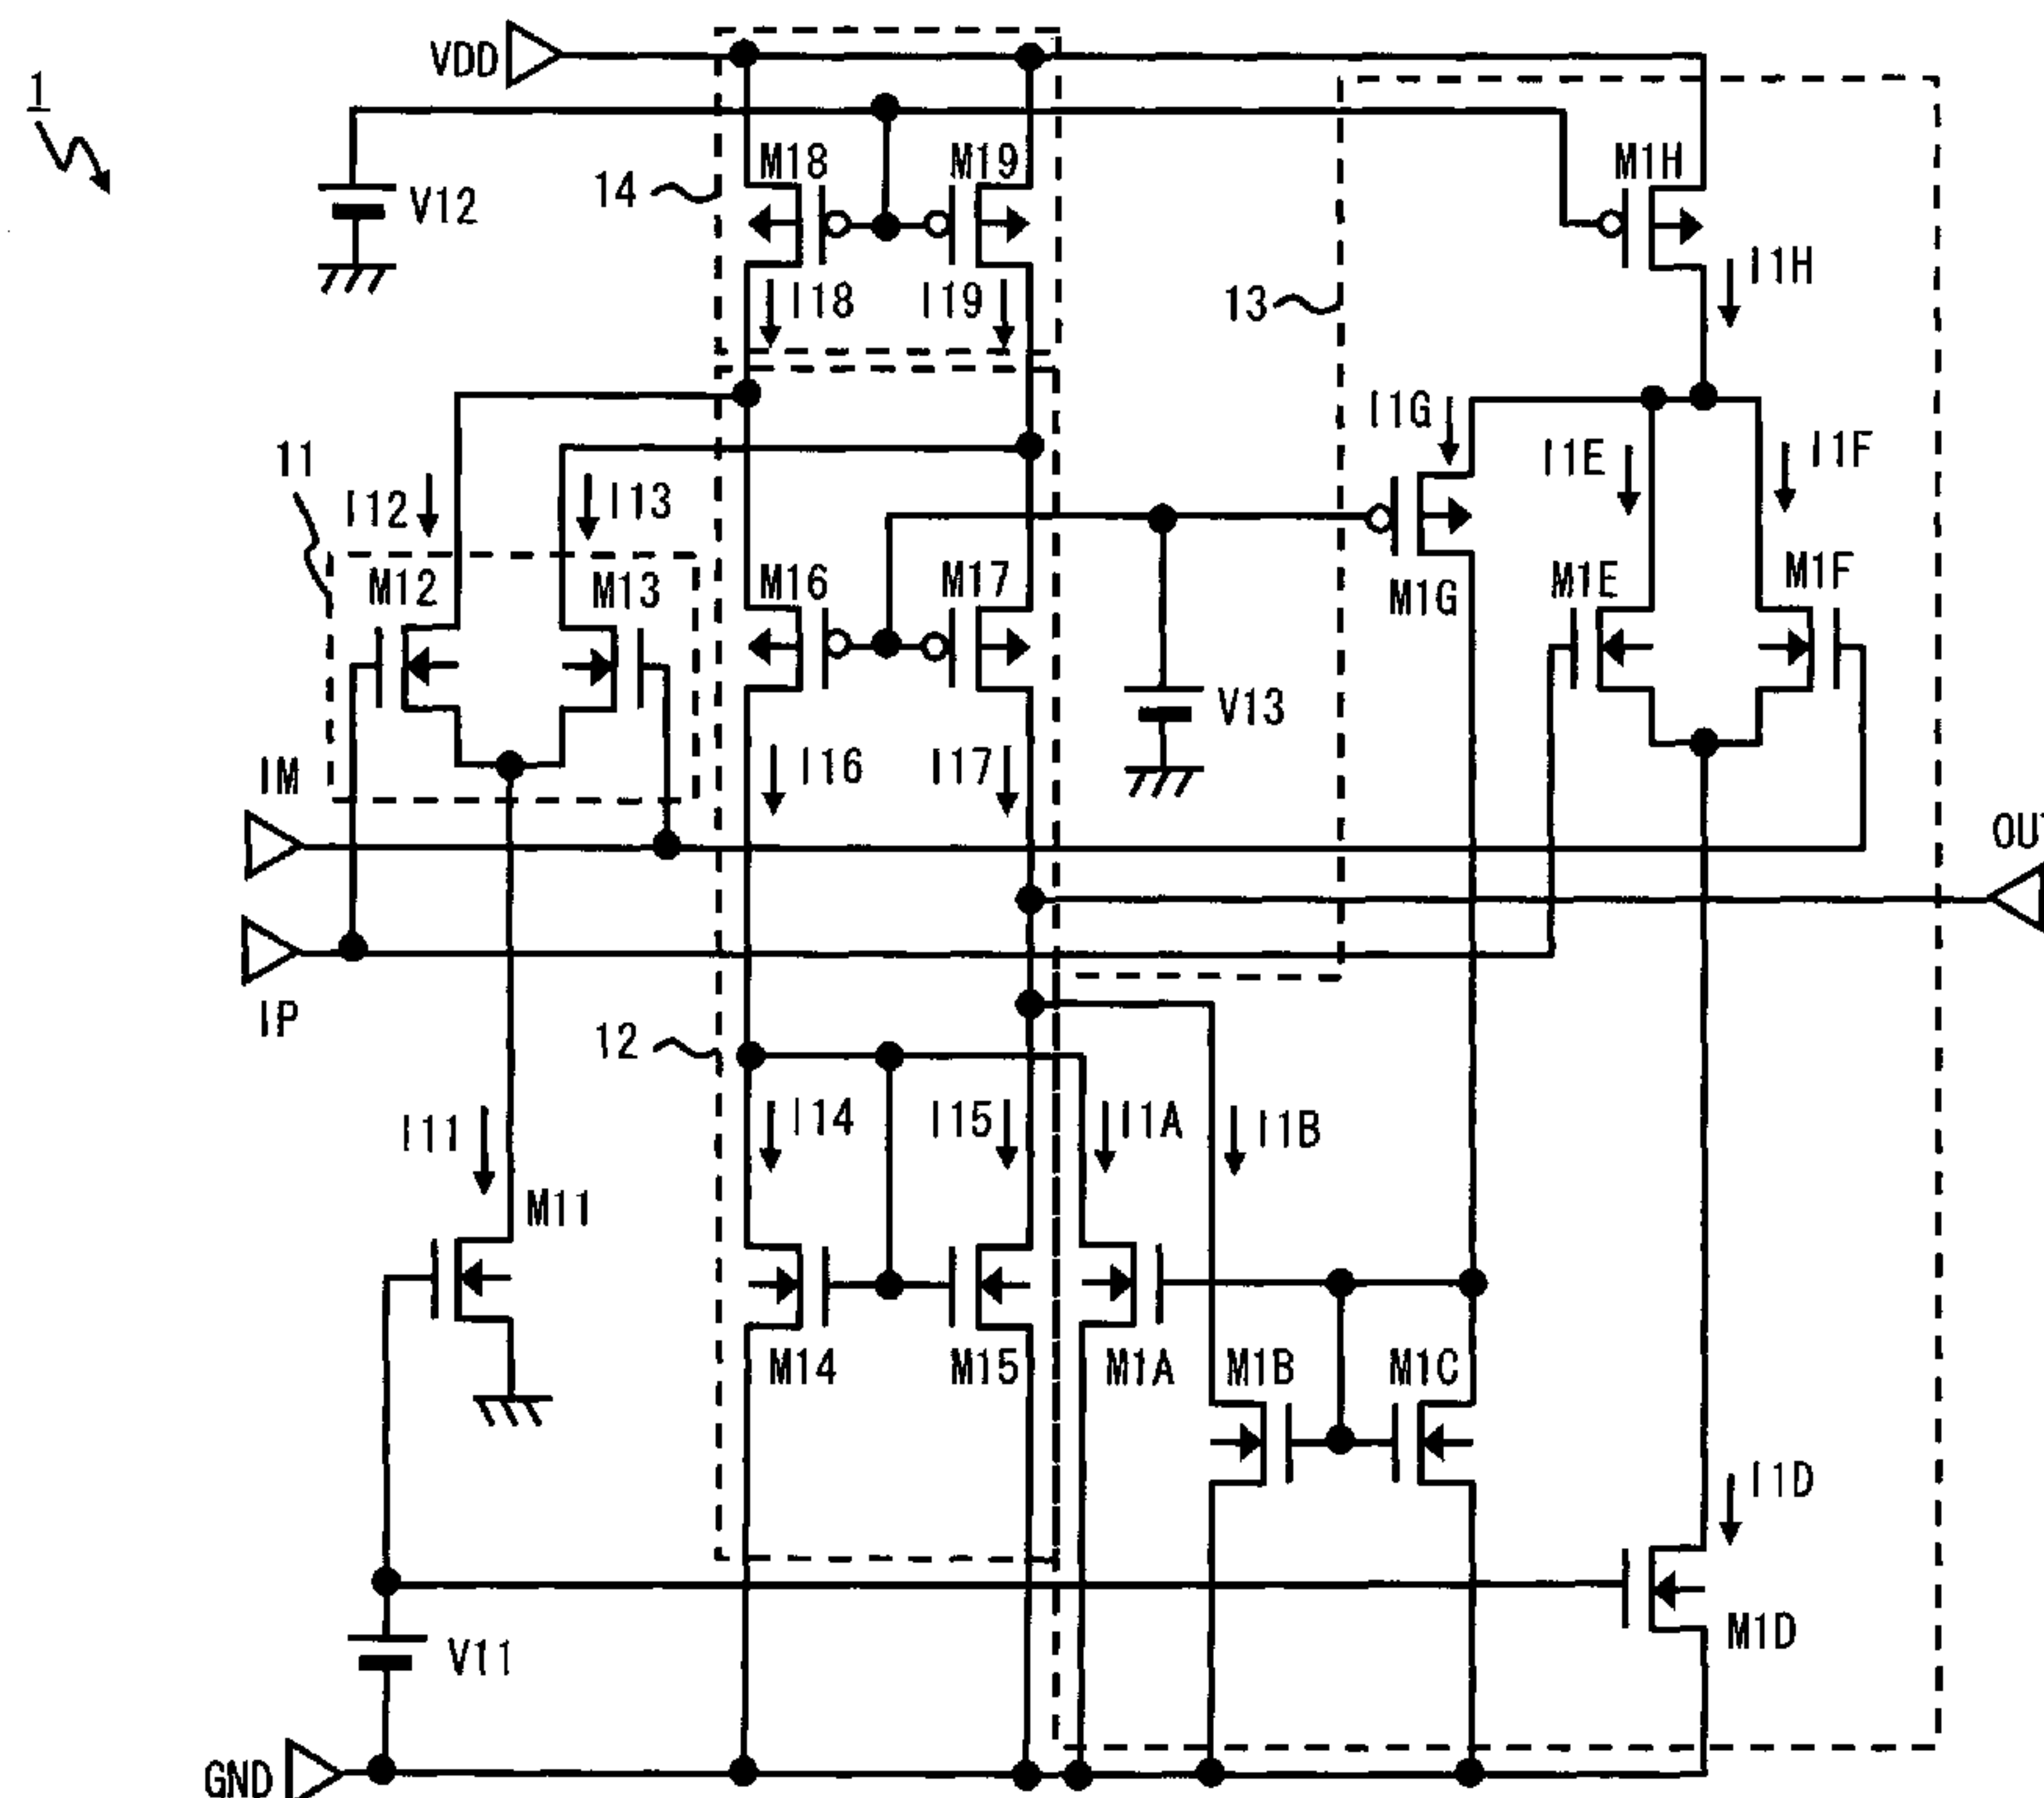 1
VDD
M18
M19
M1H
14
V12
I18
I19
13
I1H
11
I12
I13
I1G
I1E
I1F
M12
M13
M16
M17
M1G
M1E
M1F
IM
I16
I17
V13
OUT
IP
12
I11
I14
I15
I1A
I1B
M11
M14
M15
M1A
M1B
M1C
I1D
V11
M1D
GND